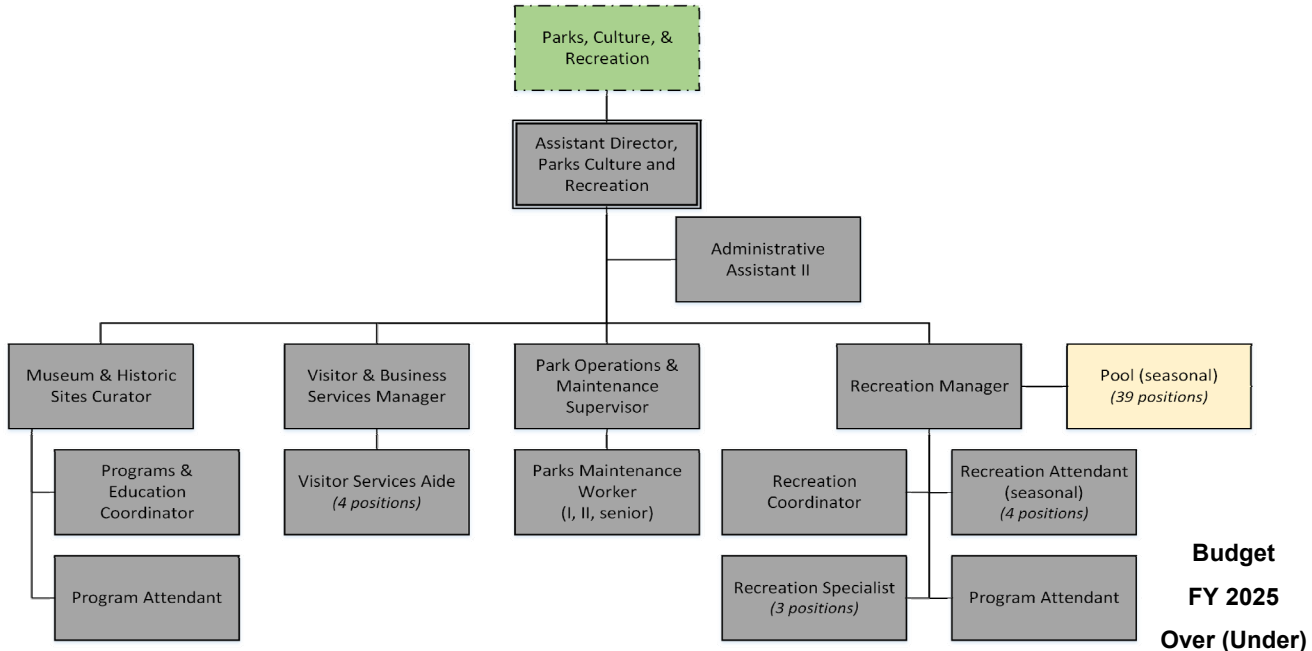 Parks, Culture, &
Recreation
Assistant Director,
Parks Culture and
Recreation
Administrative
Assistant II
Museum & Historic
Sites Curator
Visitor & Business
Services Manager
Park Operations &
Maintenance
Supervisor
Recreation Manager
Pool (seasonal)
(39 positions)
Programs &
Education
Coordinator
Visitor Services Aide
(4 positions)
Parks Maintenance
Worker
(I, II, senior)
Recreation
Coordinator
Recreation Attendant
(seasonal)
(4 positions)
Program Attendant
Recreation Specialist
(3 positions)
Program Attendant
Budget
FY 2025
Over (Under)